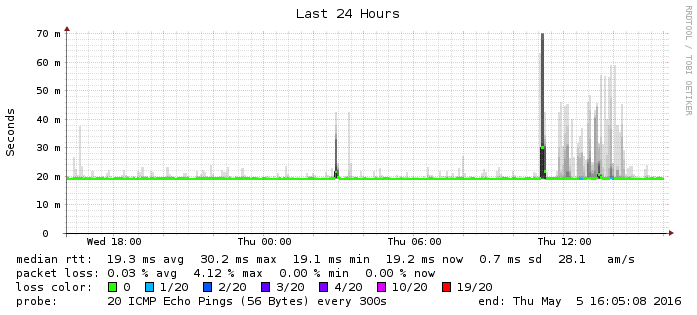 Last 24 Hours
RRDTOOL / TOBI OETIKER
Seconds
70 m
60 m
50 m
40 m
30 m
20 m
10 m
0
Wed 18:00 Thu 00:00 Thu 06:00 Thu 12:00
median rtt: 19.3 ms avg 30.2 ms max 19.1 ms min 19.2 ms now 0.7 ms sd 28.1 am/s
packet loss: 0.03 % avg 4.12 % max 0.00 % min 0.00 % now
loss color: 0 1/20 2/20 3/20 4/20 10/20 19/20
probe: 20 ICMP Echo Pings (56 Bytes) every 300s end: Thu May 5 16:05:08 2016